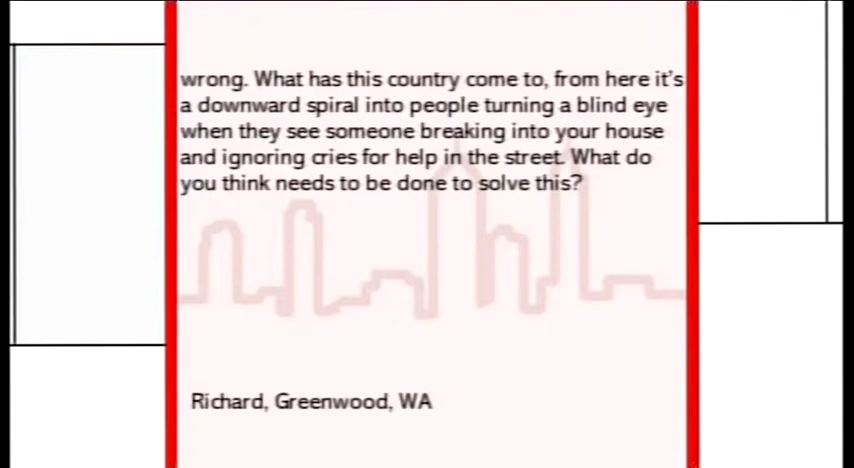 wrong. What has this country come to, from here it's
a downward spiral into people turning a blind eye
when they see someone breaking into your house
and ignoring cries for help in the street. What do
you think needs to be done to solve this?
Richard, Greenwood, WA